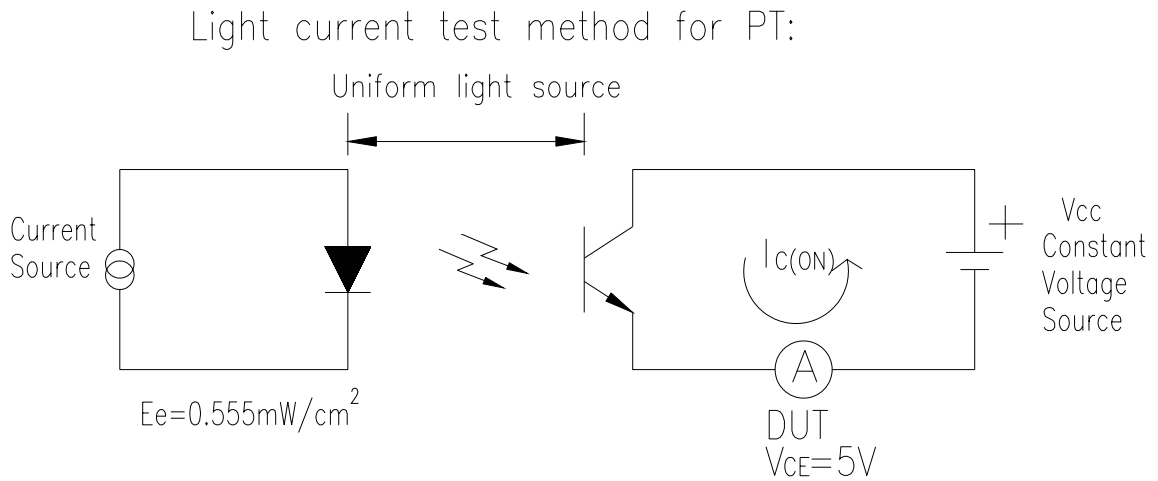 Light current test method for PT:
Uniform light source
Current
Source
Ee=0.555mW/cm²
IC(ON)
A
DUT
VCE=5V
+
Vcc
Constant
Voltage
Source